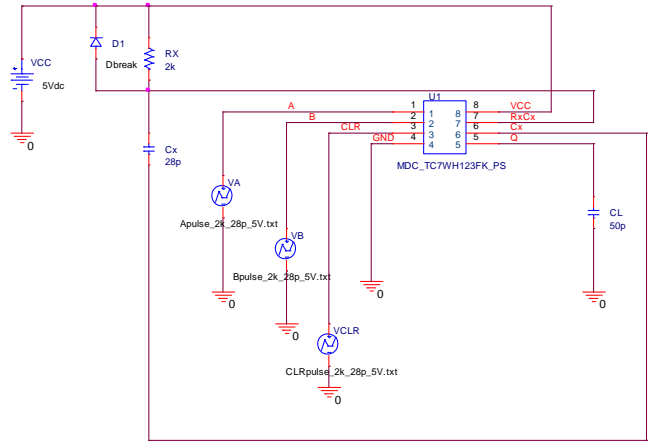 D1
Dbreak
RX
2k
VCC
5Vdc
0
U1
A
1
1
8
8
VCC
B
2
2
7
7
RxCx
CLR
3
3
6
6
Cx
GND
4
4
5
5
Q
MDC_TC7WH123FK_PS
Cx
28p
VA
Apulse_2k_28p_5V.txt
CL
50p
VB
Bpulse_2k_28p_5V.txt
0
0
0
0
VCLR
CLRpulse_2k_28p_5V.txt
0